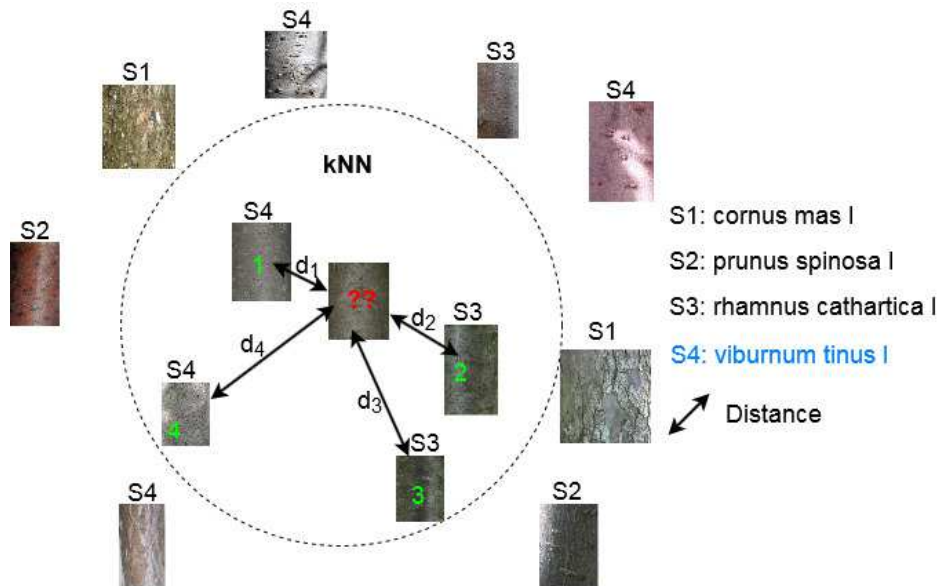 S4
S3
S1
S4
kNN
S4
S2
S1: cornus mas l
1
d1
??
S2: prunus spinosa l
d2
S3
S3: rhamnus cathartica l
d4
S1
S4
2
S4: viburnum tinus l
d3
4
Distance
S3
3
S4
S2